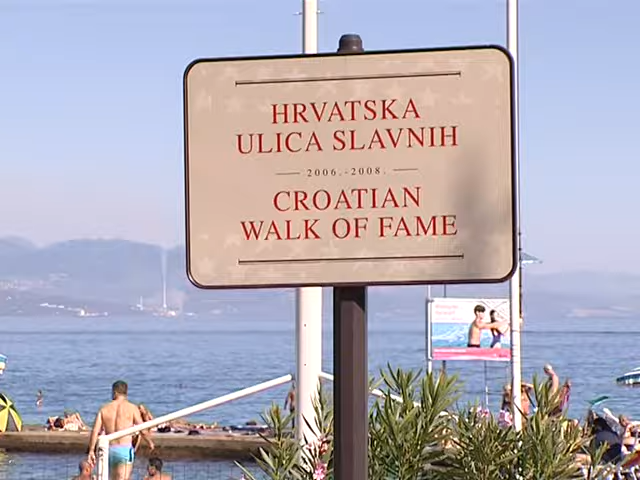 HRVATSKA
ULICA SLAVNIH
2006.-2008.
CROATIAN
WALK OF FAME